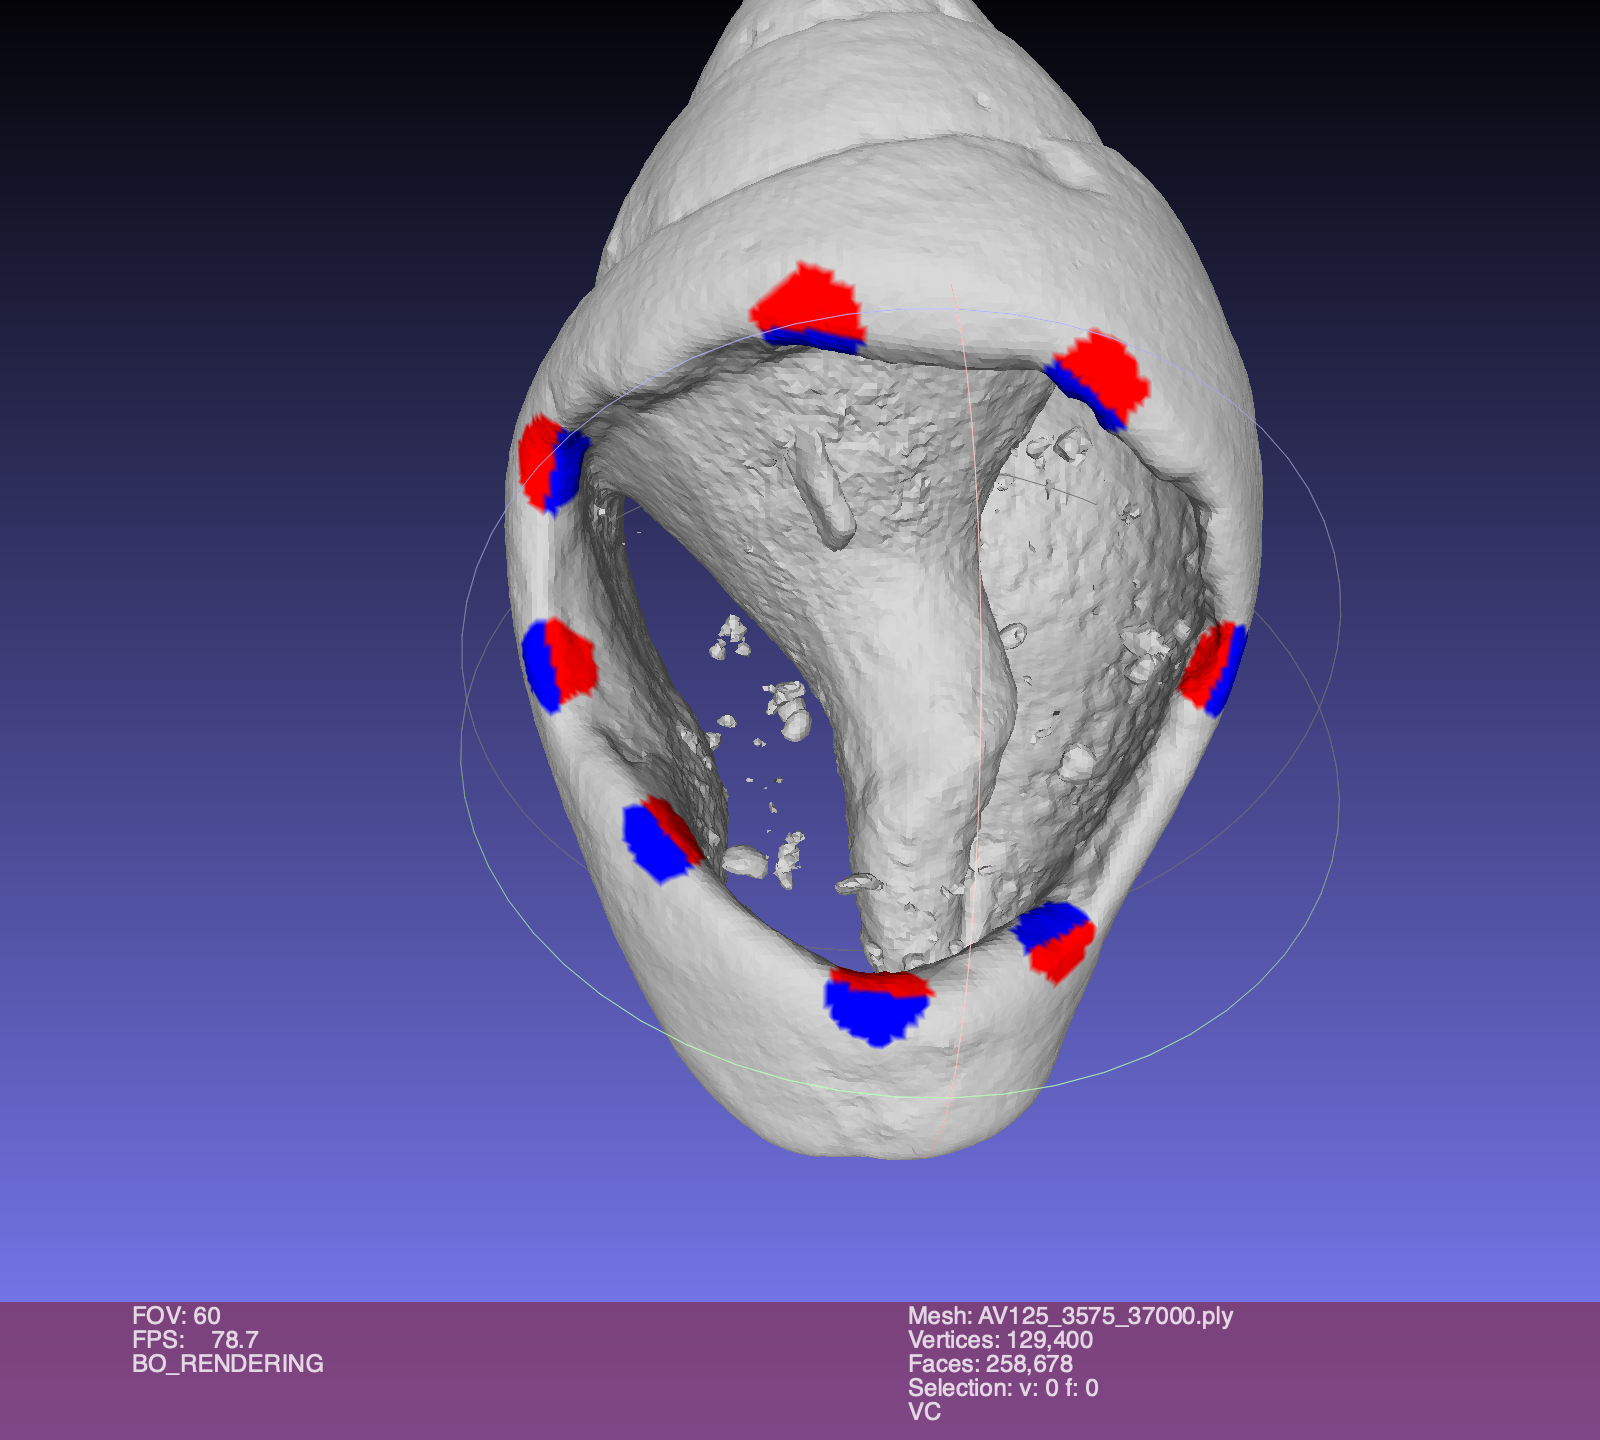 FOV: 60
FPS: 78.7
BO_RENDERING
Mesh: AV125_3575_37000.ply
Vertices: 129,400
Faces: 258,678
Selection: v: 0 f: 0
VC